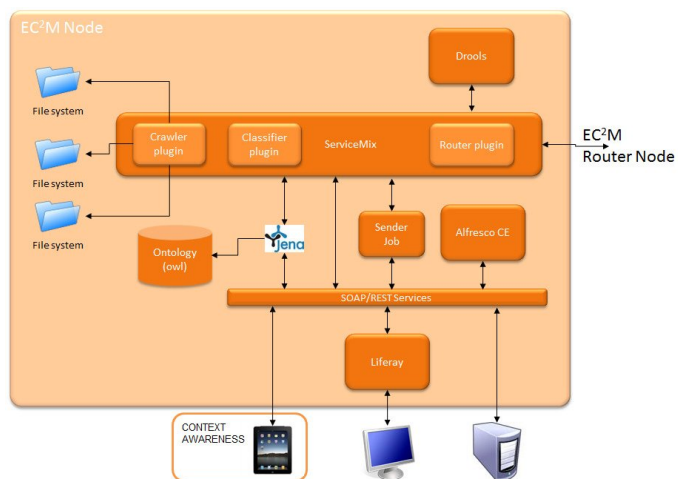 EC²M Node
Drools
File system
Crawler
plugin
Classifier
plugin
ServiceMix
Router plugin
EC²M
Router Node
File system
File system
Ontology
(owl)
jena
Sender
Job
Alfresco CE
SOAP/REST Services
Liferay
CONTEXT
AWARENESS